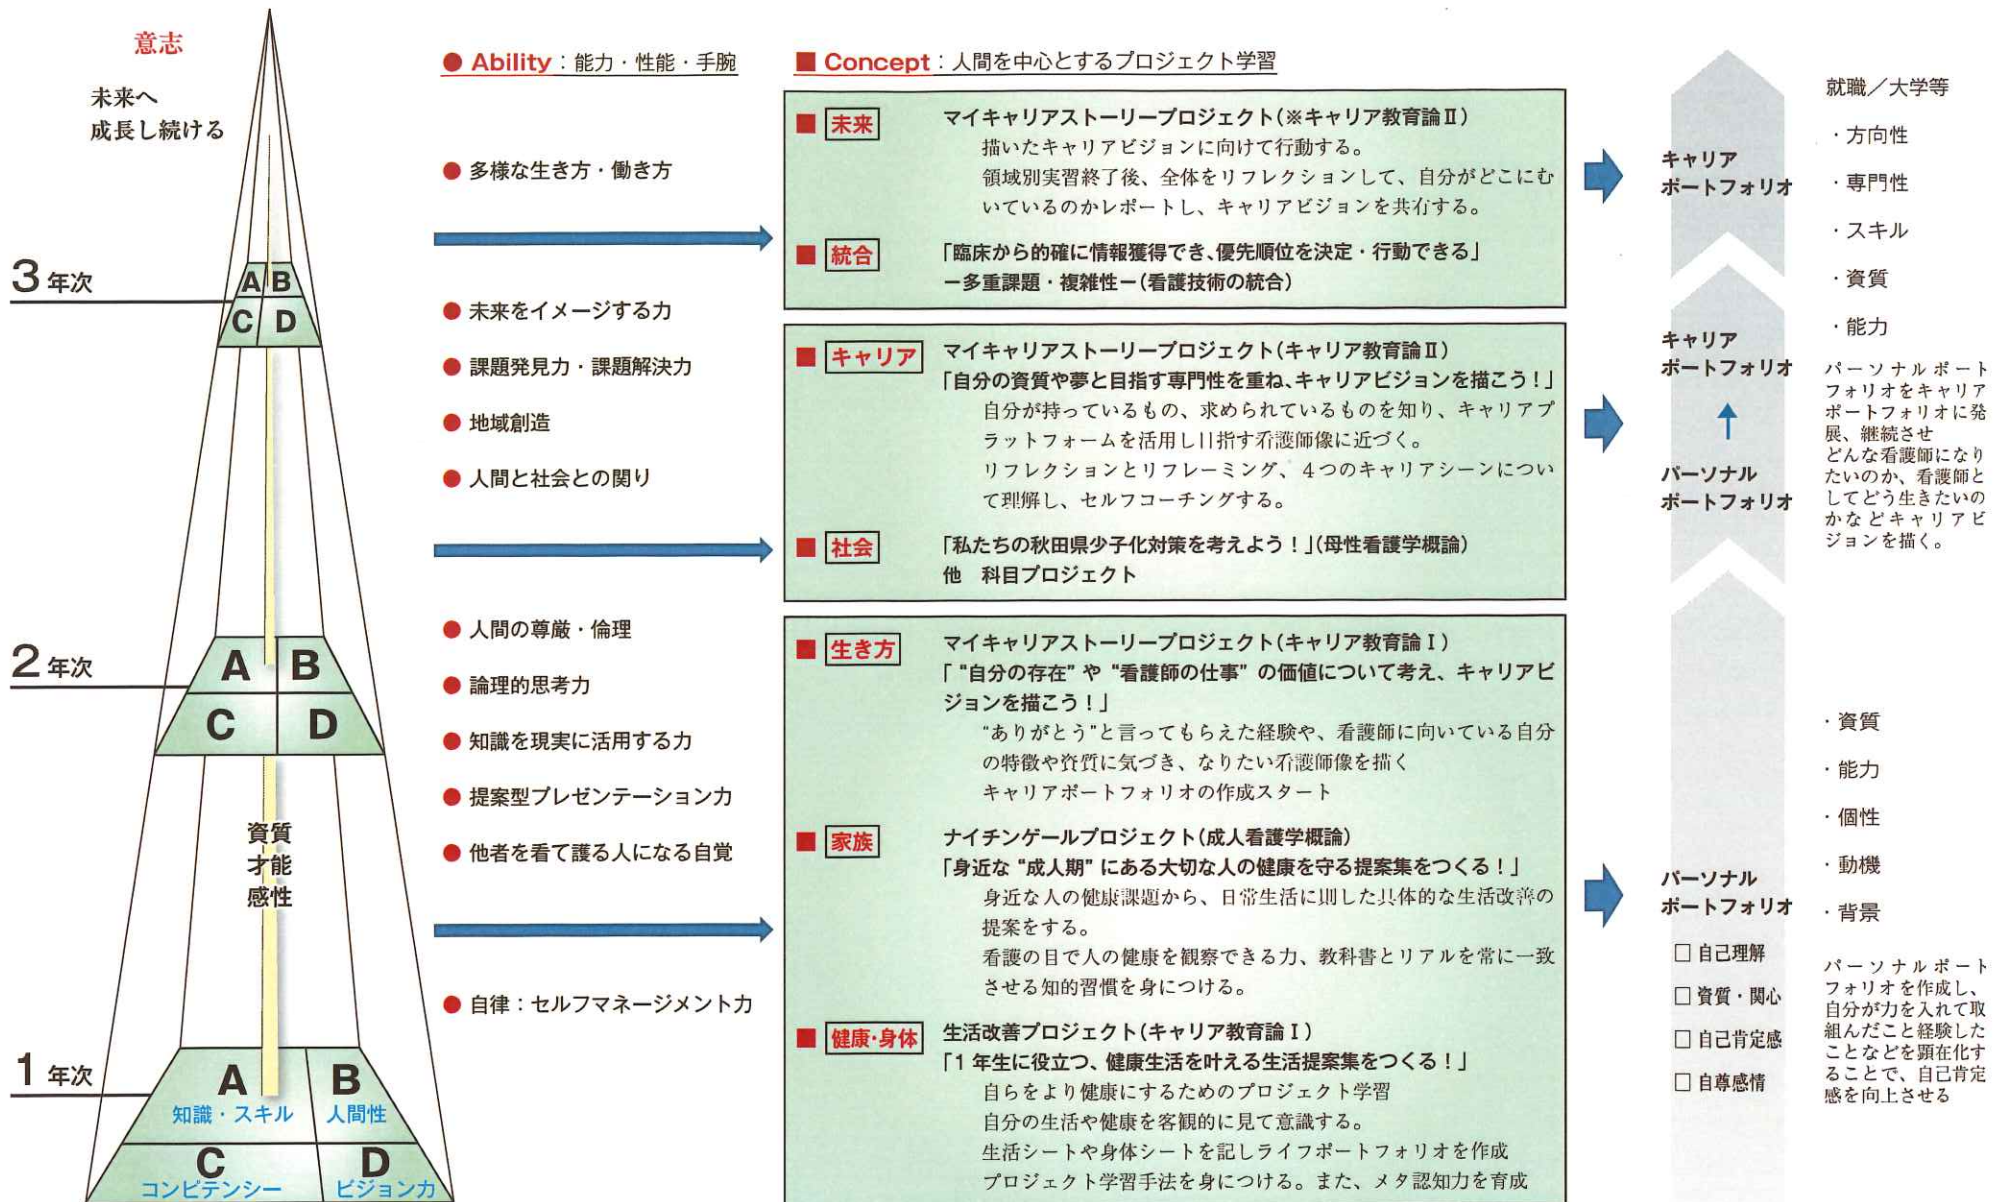 意志
未来へ
成長し続ける
3 年次
A B
C D
2 年次
A B
C D
資質
才能
感性
1 年次
A B
知識・スキル 人間性
C D
コンピテンシー ビジョン力
● Ability：能力・性能・手腕
● 多様な生き方・働き方
● 未来をイメージする力
● 課題発見力・課題解決力
● 地域創造
● 人間と社会との関り
● 人間の尊厳・倫理
● 論理的思考力
● 知識を現実に活用する力
● 提案型プレゼンテーション力
● 他者を看て護る人になる自覚
● 自律：セルフマネージメント力
■ Concept：人間を中心とするプロジェクト学習
■ 未来 マイキャリアストーリープロジェクト(※キャリア教育論Ⅱ)
描いたキャリアビジョンに向けて行動する。
領域別実習終了後、全体をリフレクションして、自分がどこにむ
いているのかレポートし、キャリアビジョンを共有する。
■ 統合 「臨床から的確に情報獲得でき、優先順位を決定・行動できる」
ー多重課題・複雑性ー(看護技術の統合)
■ キャリア マイキャリアストーリープロジェクト(キャリア教育論Ⅱ)
「自分の資質や夢と目指す専門性を重ね、キャリアビジョンを描こう！」
自分が持っているもの、求められているものを知り、キャリアプ
ラットフォームを活用し目指す看護師像に近づく。
リフレクションとリフレーミング、４つのキャリアシーンについ
て理解し、セルフコーチングする。
■ 社会 「私たちの秋田県少子化対策を考えよう！」(母性看護学概論)
他　科目プロジェクト
■ 生き方 マイキャリアストーリープロジェクト(キャリア教育論Ⅰ)
「 “自分の存在” や “看護師の仕事” の価値について考え、キャリアビ
ジョンを描こう！」
“ありがとう”と言ってもらえた経験や、看護師に向いている自分
の特徴や資質に気づき、なりたい看護師像を描く
キャリアポートフォリオの作成スタート
■ 家族 ナイチンゲールプロジェクト(成人看護学概論)
「身近な “成人期” にある大切な人の健康を守る提案集をつくる！」
身近な人の健康課題から、日常生活に則した具体的な生活改善の
提案をする。
看護の目で人の健康を観察できる力、教科書とリアルを常に一致
させる知的習慣を身につける。
■ 健康・身体 生活改善プロジェクト(キャリア教育論Ⅰ)
「1 年生に役立つ、健康生活を叶える生活提案集をつくる！」
自らをより健康にするためのプロジェクト学習
自分の生活や健康を客観的に見て意識する。
生活シートや身体シートを記しライフポートフォリオを作成
プロジェクト学習手法を身につける。また、メタ認知力を育成
キャリア
ポートフォリオ
キャリア
ポートフォリオ
パーソナル
ポートフォリオ
パーソナル
ポートフォリオ
□ 自己理解
□ 資質・関心
□ 自己肯定感
□ 自尊感情
就職／大学等
・方向性
・専門性
・スキル
・資質
・能力
パーソナルポート
フォリオをキャリア
ポートフォリオに発
展、継続させ
どんな看護師になり
たいのか、看護師と
してどう生きたいの
かなどキャリアビ
ジョンを描く。
・資質
・能力
・個性
・動機
・背景
パーソナルポート
フォリオを作成し、
自分が力を入れて取
組んだこと経験した
ことなどを顕在化す
ることで、自己肯定
感を向上させる